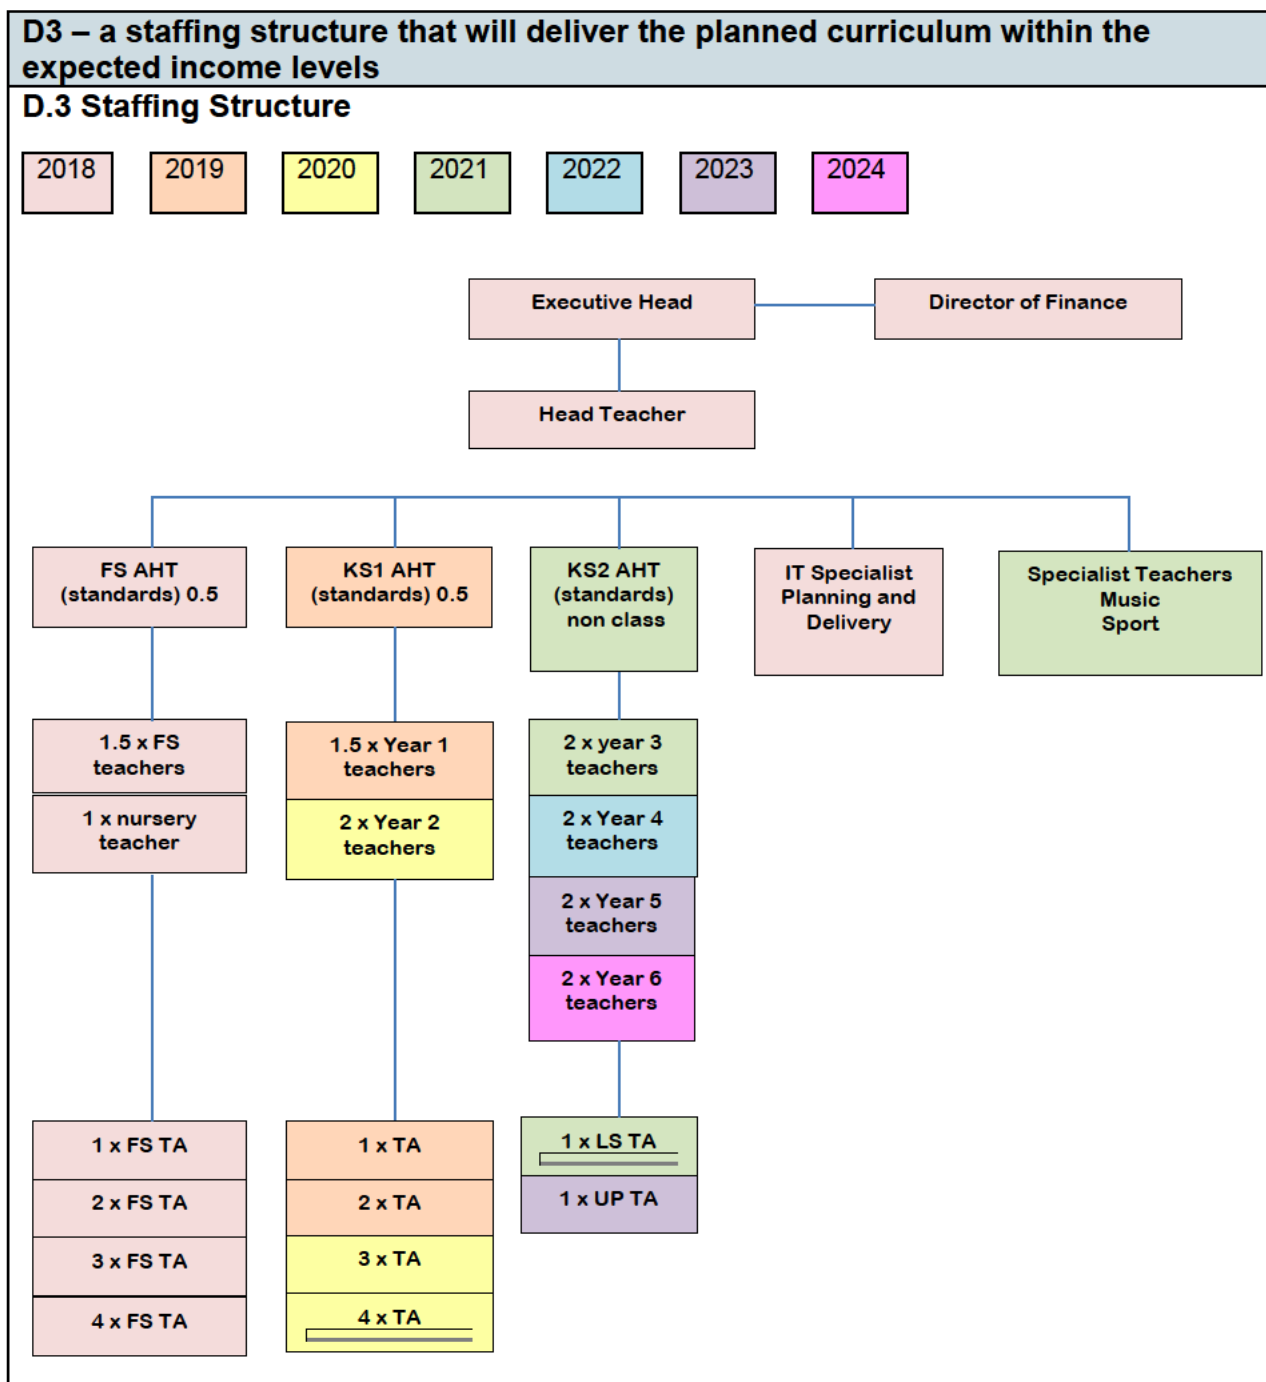 D3 – a staffing structure that will deliver the planned curriculum within the
expected income levels
D.3 Staffing Structure
2018
2019
2020
2021
2022
2023
2024
Executive Head
Director of Finance
Head Teacher
FS AHT
(standards) 0.5
KS1 AHT
(standards) 0.5
KS2 AHT
(standards)
non class
IT Specialist
Planning and
Delivery
Specialist Teachers
Music
Sport
1.5 x FS
teachers
1 x nursery
teacher
1.5 x Year 1
teachers
2 x Year 2
teachers
2 x year 3
teachers
2 x Year 4
teachers
2 x Year 5
teachers
2 x Year 6
teachers
1 x FS TA
2 x FS TA
3 x FS TA
4 x FS TA
1 x TA
2 x TA
3 x TA
4 x TA
1 x LS TA
1 x UP TA